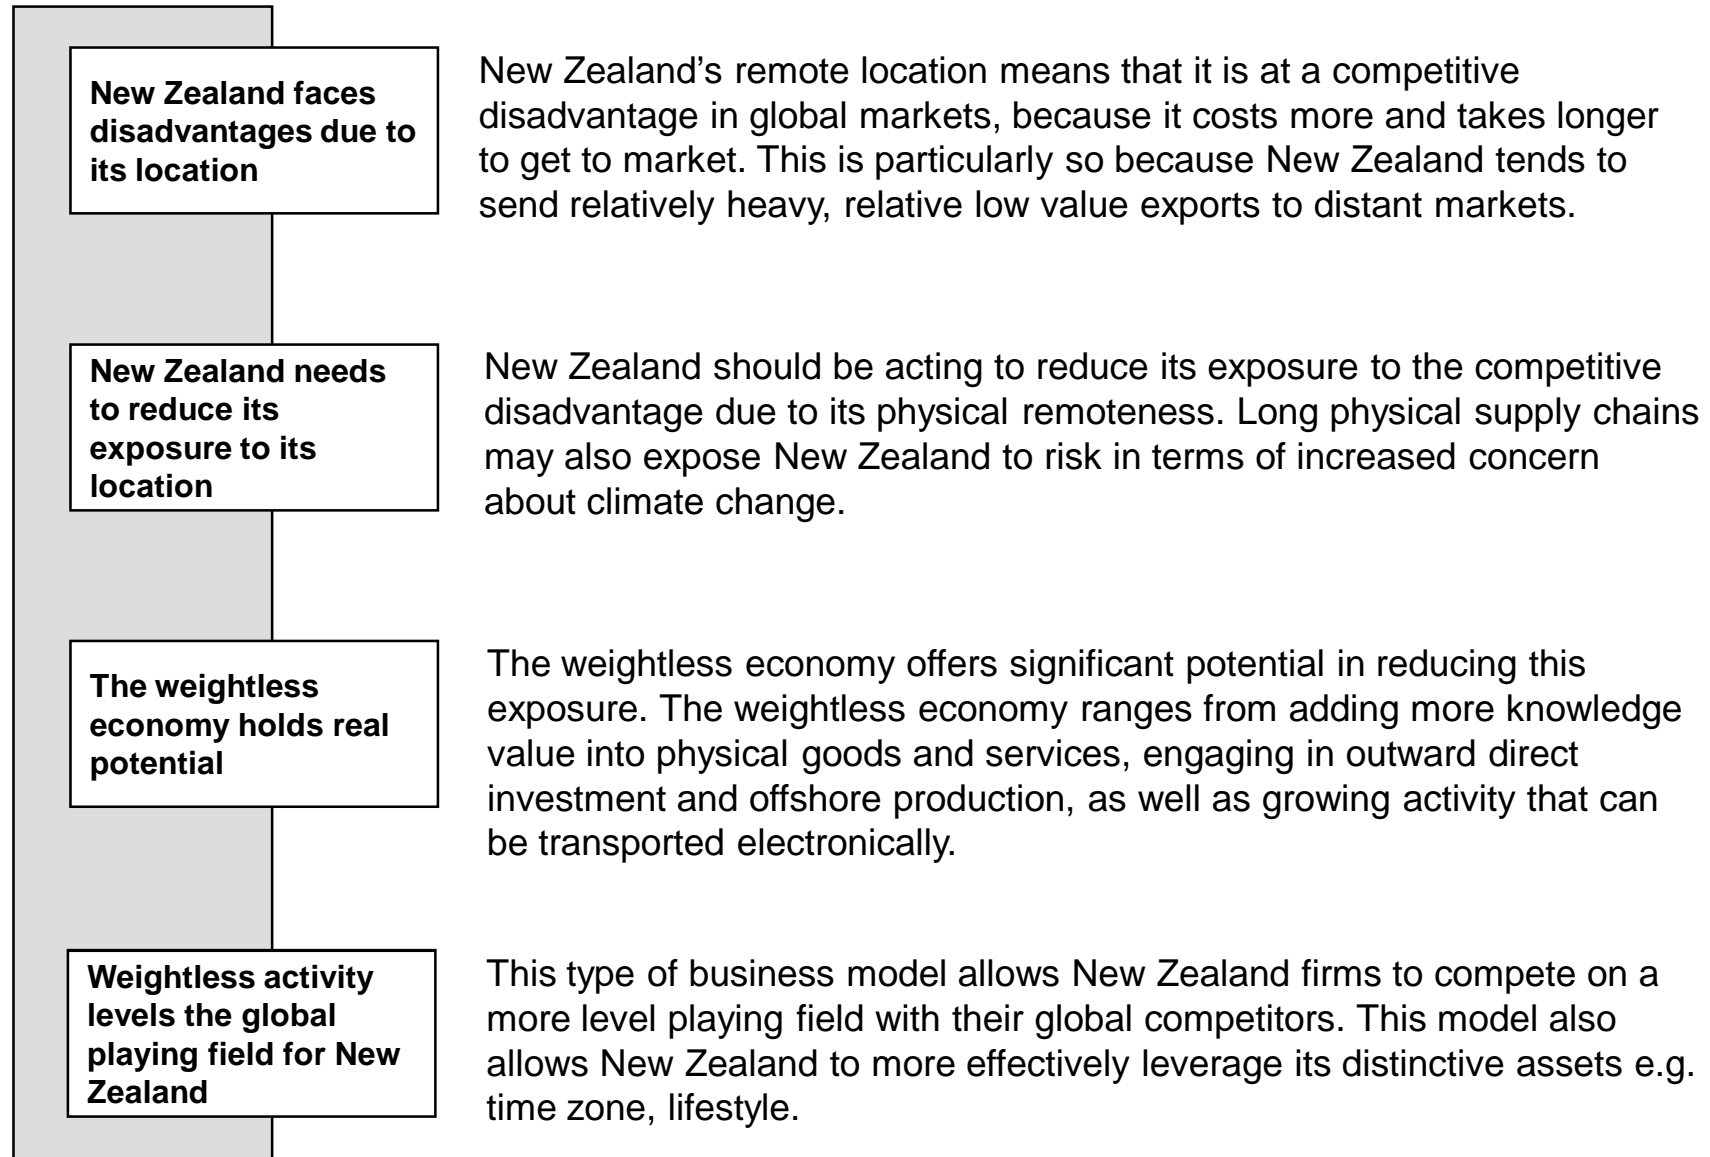 New Zealand faces
disadvantages due to
its location
New Zealand’s remote location means that it is at a competitive
disadvantage in global markets, because it costs more and takes longer
to get to market. This is particularly so because New Zealand tends to
send relatively heavy, relative low value exports to distant markets.
New Zealand needs
to reduce its
exposure to its
location
New Zealand should be acting to reduce its exposure to the competitive
disadvantage due to its physical remoteness. Long physical supply chains
may also expose New Zealand to risk in terms of increased concern
about climate change.
The weightless
economy holds real
potential
The weightless economy offers significant potential in reducing this
exposure. The weightless economy ranges from adding more knowledge
value into physical goods and services, engaging in outward direct
investment and offshore production, as well as growing activity that can
be transported electronically.
Weightless activity
levels the global
playing field for New
Zealand
This type of business model allows New Zealand firms to compete on a
more level playing field with their global competitors. This model also
allows New Zealand to more effectively leverage its distinctive assets e.g.
time zone, lifestyle.